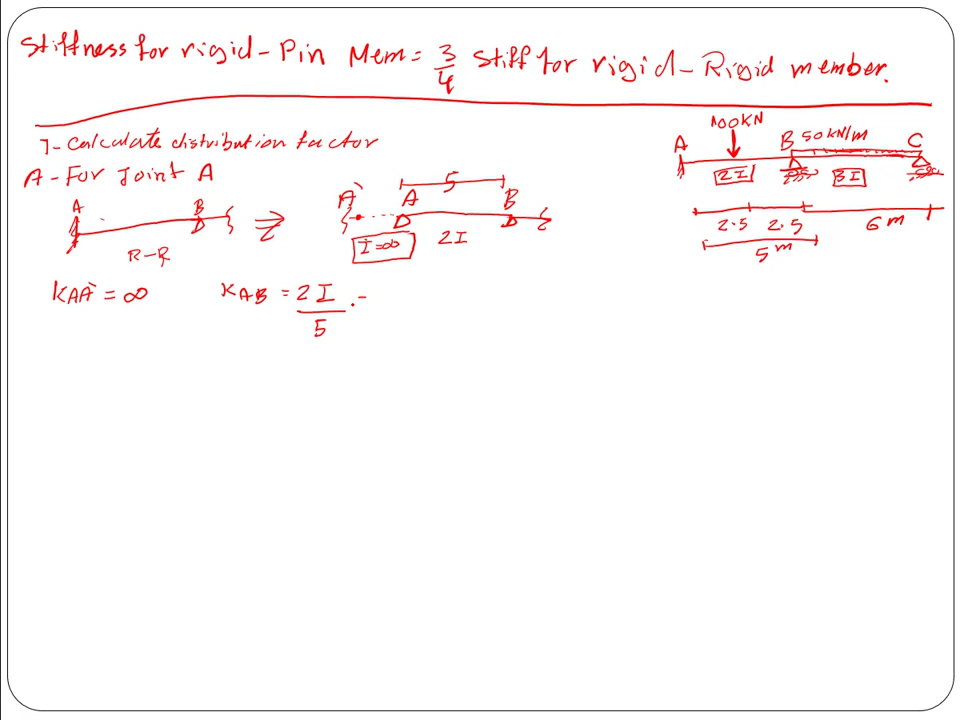 Stiffness for rigid-Pin Mem = 3/4 Stiff for rigid-Rigid member.
1- Calculate distribution factor
A- For Joint A
A B
R-R
A` A 5 B
I=∞ 2I
KAA` = ∞ KAB = 2I/5
100KN
A B 50KN/m C
2I 3I
2.5 2.5 6m
5m